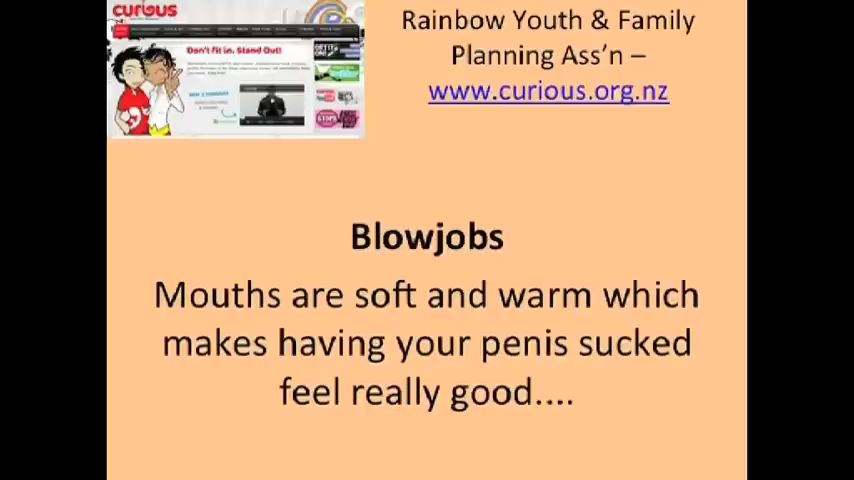 curious
Don't fit in. Stand Out!
Rainbow Youth & Family
Planning Ass'n –
www.curious.org.nz
Blowjobs
Mouths are soft and warm which
makes having your penis sucked
feel really good....